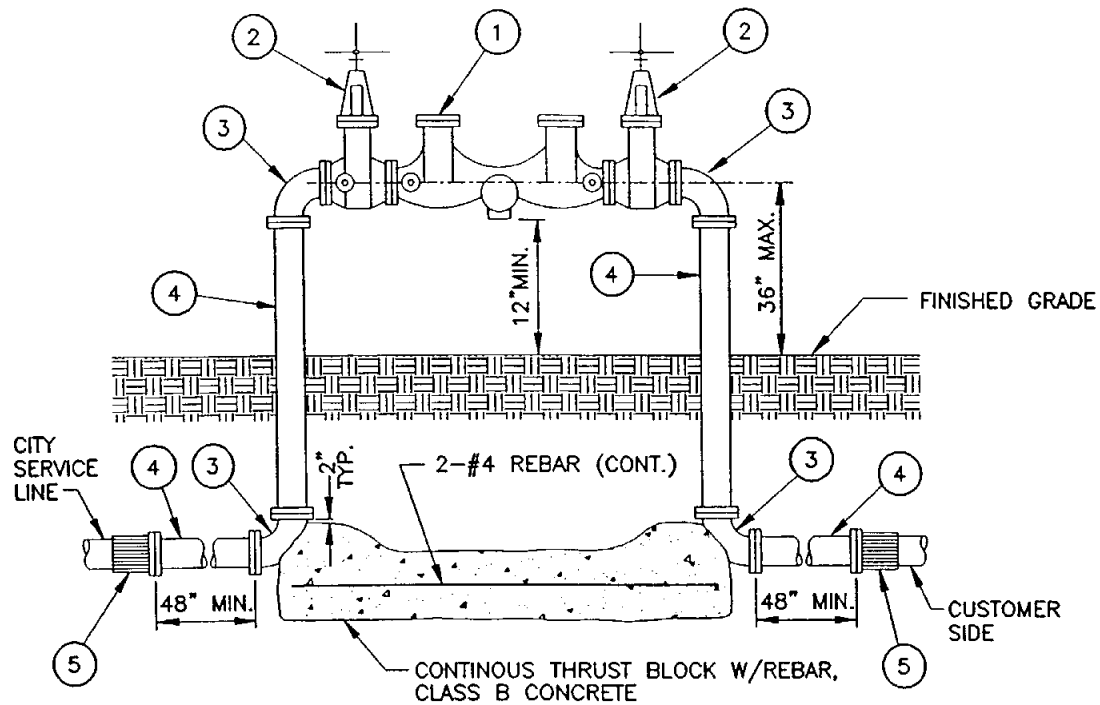 2
1
2
3
3
4
12"MIN.
4
36" MAX.
FINISHED GRADE
CITY
SERVICE
LINE
4
3
2"
TYP.
2-#4 REBAR (CONT.)
3
4
48" MIN.
48" MIN.
5
CUSTOMER
SIDE
5
CONTINOUS THRUST BLOCK W/REBAR,
CLASS B CONCRETE